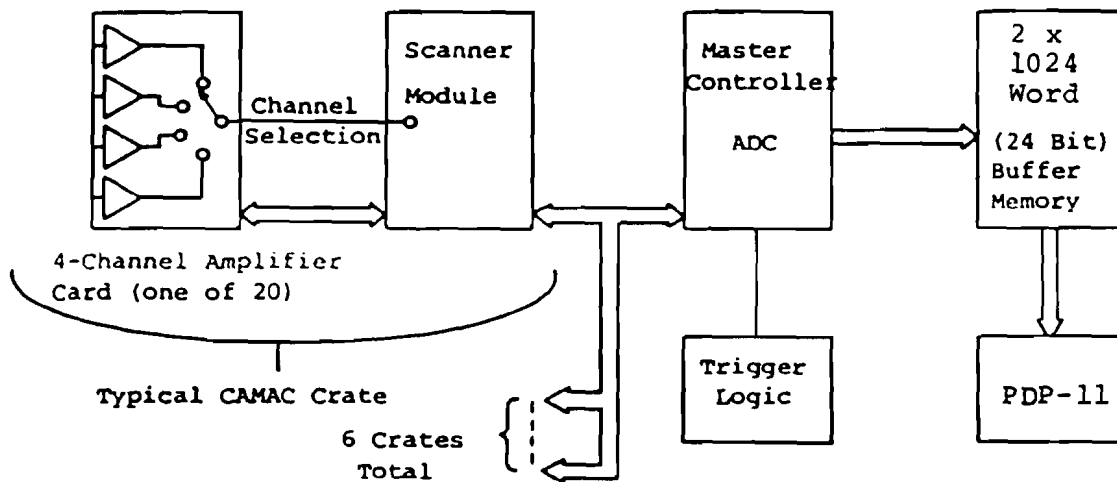 Channel
Selection
Scanner
Module
Master
Controller
ADC
2 x
1024
Word
(24 Bit)
Buffer
Memory
4-Channel Amplifier
Card (one of 20)
Typical CAMAC Crate
6 Crates
Total
Trigger
Logic
PDP-11